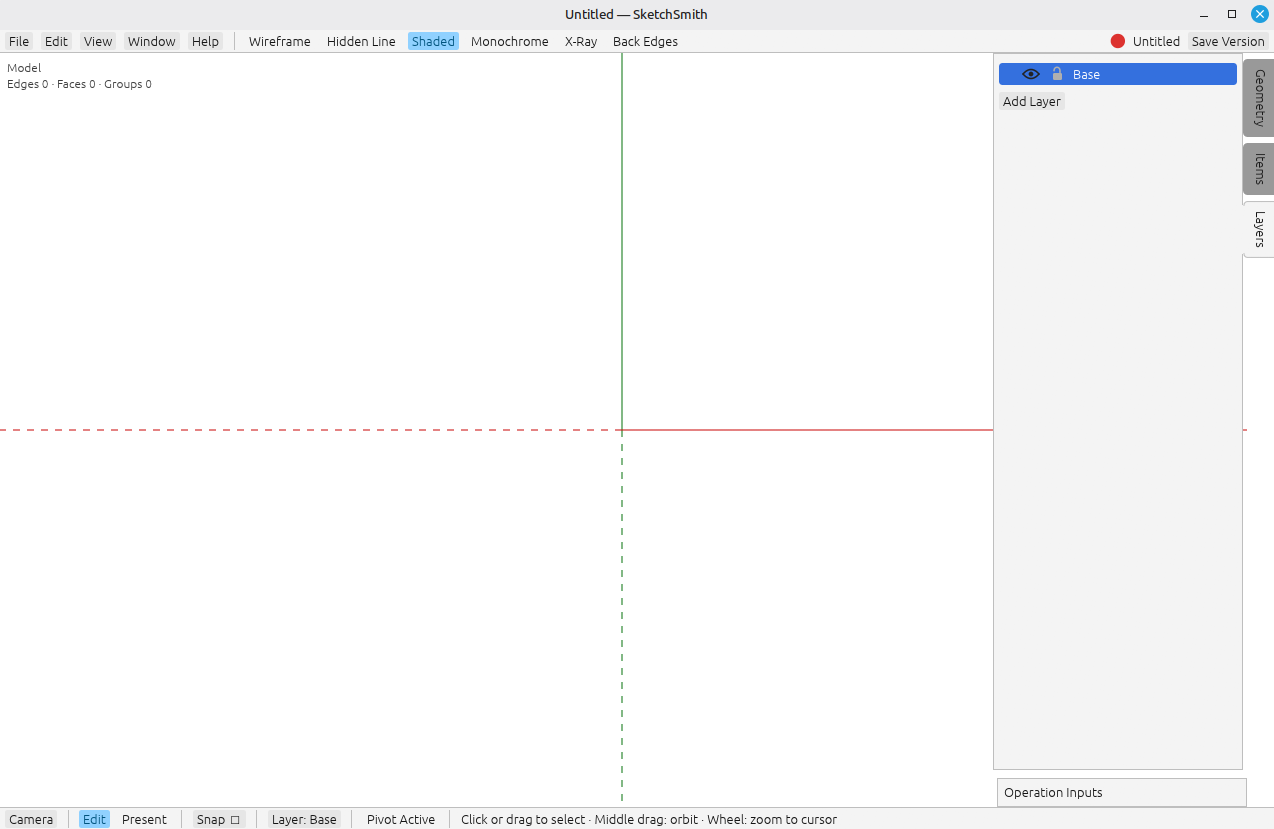 Untitled — SketchSmith
File Edit View Window Help Wireframe Hidden Line Shaded Monochrome X-Ray Back Edges Untitled Save Version
Model
Edges 0 · Faces 0 · Groups 0
Base
Add Layer
Geometry
Items
Layers
Operation Inputs
Camera Edit Present Snap Layer: Base Pivot Active Click or drag to select · Middle drag: orbit · Wheel: zoom to cursor